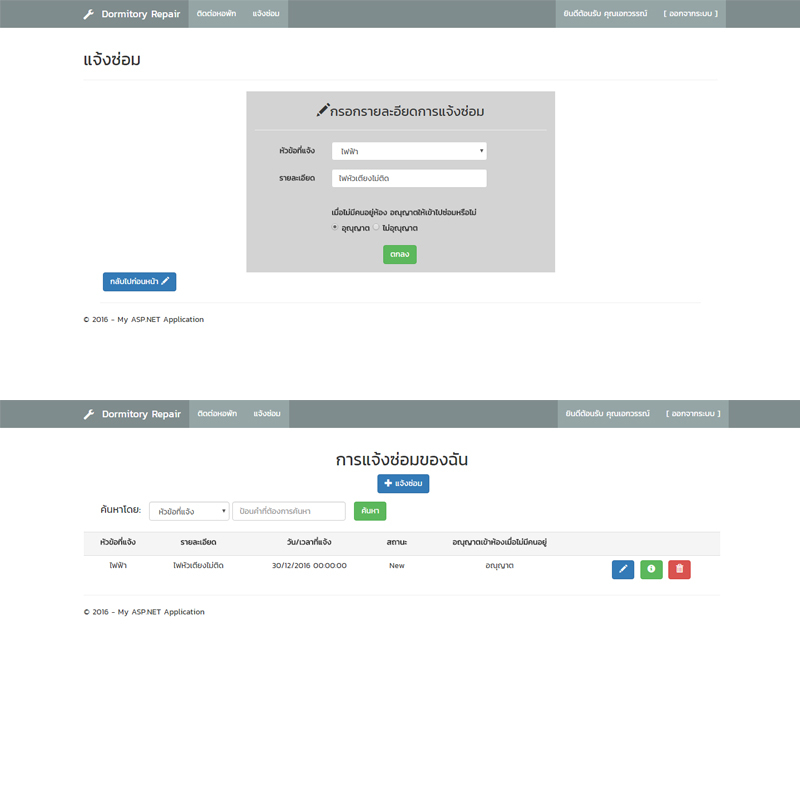 Dormitory Repair ติดต่อหอพัก แจ้งซ่อม ยินดีต้อนรับ คุณเอกวรรณ์ [ ออกจากระบบ ]
แจ้งซ่อม
กรอกรายละอียดการแจ้งซ่อม
หัวข้อที่แจ้ง ไฟฟ้า
รายละเอียด ไฟหัวเตียงไม่ติด
เมื่อไม่มีคนอยู่ห้อง อณุญาตให้เข้าไปซ่อมหรือไม่
อุณุญาต ไม่อุณุญาต
ตกลง
กลับไปก่อนหน้า
© 2016 - My ASP.NET Application
Dormitory Repair ติดต่อหอพัก แจ้งซ่อม ยินดีต้อนรับ คุณเอกวรรณ์ [ ออกจากระบบ ]
การแจ้งซ่อมของฉัน
แจ้งซ่อม
ค้นหาโดย: หัวข้อที่แจ้ง ป้อนคำที่ต้องการค้นหา ค้นหา
หัวข้อที่แจ้ง รายละเอียด วัน/เวลาที่แจ้ง สถานะ อณุญาตเข้าห้องเมื่อไม่มีคนอยู่
ไฟฟ้า ไฟหัวเตียงไม่ติด 30/12/2016 00:00:00 New อณุญาต
© 2016 - My ASP.NET Application